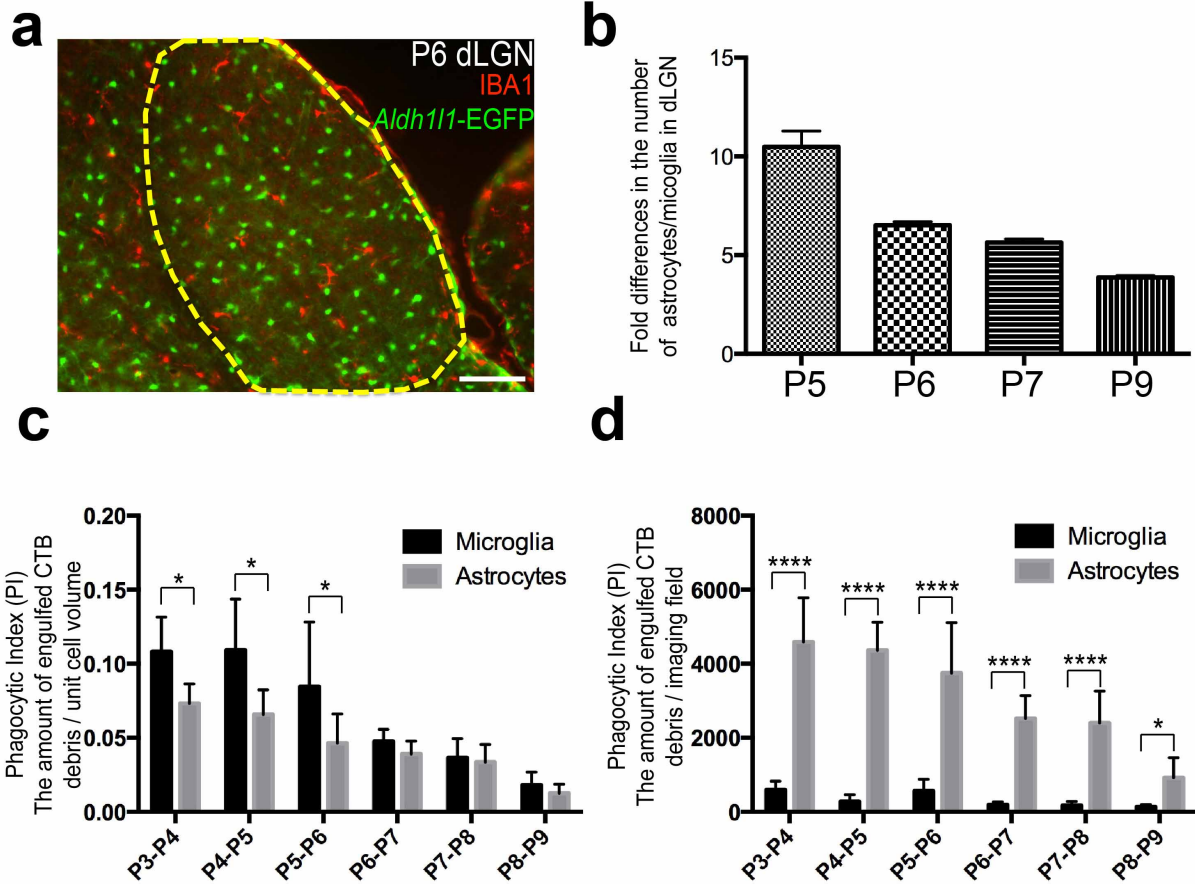 a
P6 dLGN
IBA1
Aldh1l1-EGFP
b
Fold differences in the number
of astrocytes/micoglia in dLGN
15
10
5
0
P5
P6
P7
P9
c
Phagocytic Index (PI)
The amount of engulfed CTB
debris / unit cell volume
0.20
0.15
0.10
0.05
0.00
Microglia
Astrocytes
*
*
*
P3-P4
P4-P5
P5-P6
P6-P7
P7-P8
P8-P9
d
Phagocytic Index (PI)
The amount of engulfed CTB
debris / imaging field
8000
6000
4000
2000
0
Microglia
Astrocytes
****
****
****
****
****
*
P3-P4
P4-P5
P5-P6
P6-P7
P7-P8
P8-P9